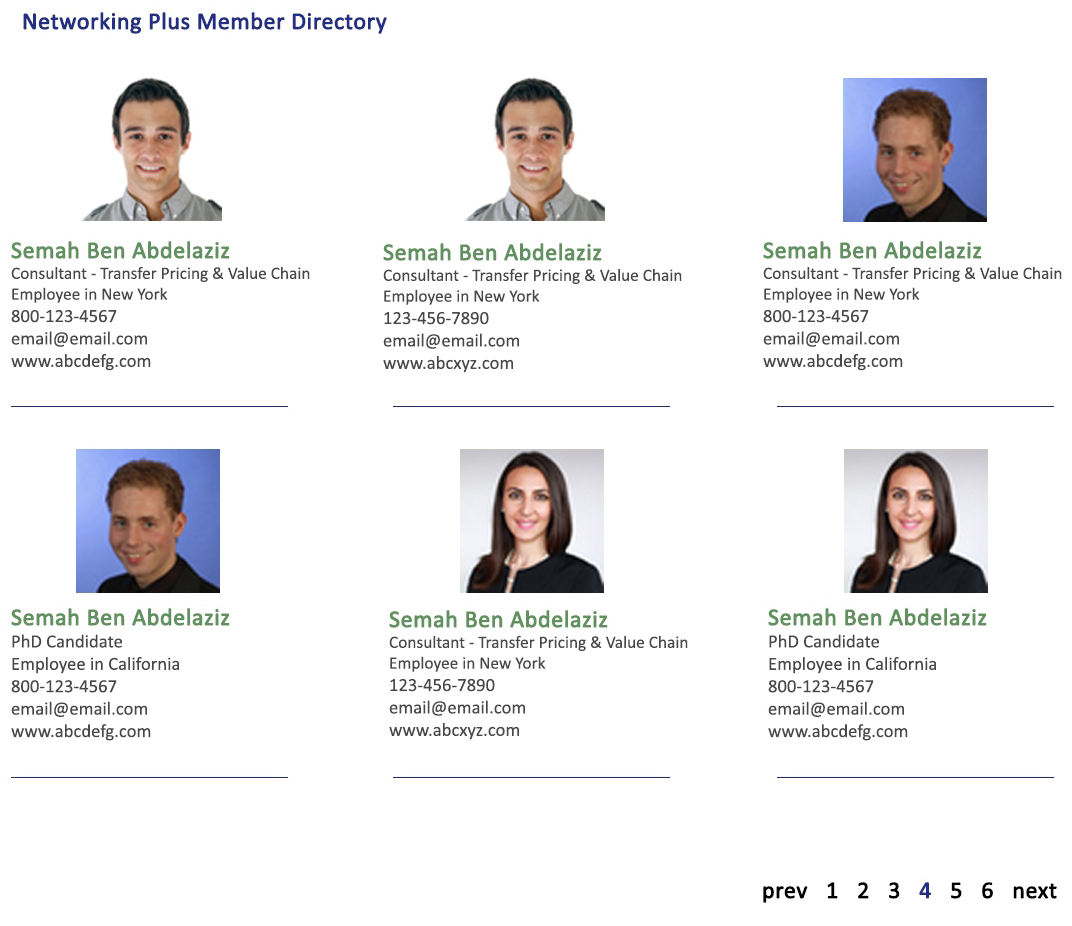 Networking Plus Member Directory
Semah Ben Abdelaziz
Consultant - Transfer Pricing & Value Chain
Employee in New York
800-123-4567
email@email.com
www.abcdefg.com
Semah Ben Abdelaziz
Consultant - Transfer Pricing & Value Chain
Employee in New York
123-456-7890
email@email.com
www.abcxyz.com
Semah Ben Abdelaziz
Consultant - Transfer Pricing & Value Chain
Employee in New York
800-123-4567
email@email.com
www.abcdefg.com
Semah Ben Abdelaziz
PhD Candidate
Employee in California
800-123-4567
email@email.com
www.abcdefg.com
Semah Ben Abdelaziz
Consultant - Transfer Pricing & Value Chain
Employee in New York
123-456-7890
email@email.com
www.abcxyz.com
Semah Ben Abdelaziz
PhD Candidate
Employee in California
800-123-4567
email@email.com
www.abcdefg.com
prev 1 2 3 4 5 6 next